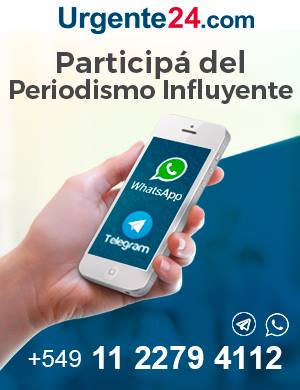 Urgente24.com
Participá del
Periodismo Influyente
WhatsApp
Telegram
+549 11 2279 4112